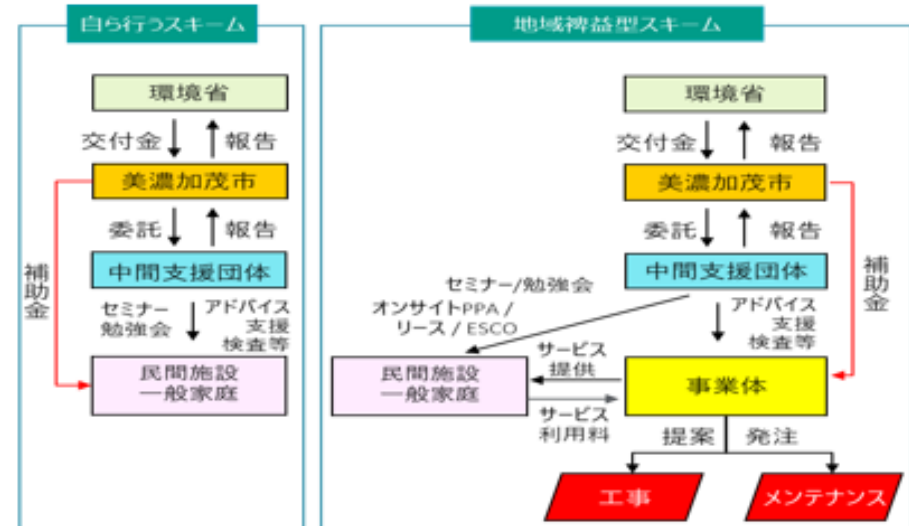 自ら行うスキーム
環境省
交付金
報告
美濃加茂市
委託
報告
中間支援団体
補助金
セミナー
勉強会
アドバイス
支援
検査等
民間施設
一般家庭
地域裨益型スキーム
環境省
交付金
報告
美濃加茂市
委託
報告
中間支援団体
補助金
セミナー/勉強会
オンサイトPPA /
リース / ESCO
アドバイス
支援
検査等
サービス
提供
民間施設
一般家庭
事業体
サービス
利用料
提案
発注
工事
メンテナンス